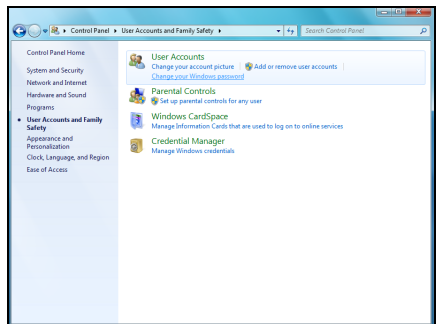 Control Panel ▸ User Accounts and Family Safety ▸
Search Control Panel
Control Panel Home
System and Security
Network and Internet
Hardware and Sound
Programs
User Accounts and Family
Safety
Appearance and
Personalization
Clock, Language, and Region
Ease of Access
User Accounts
Change your account picture Add or remove user accounts
Change your Windows password
Parental Controls
Set up parental controls for any user
Windows CardSpace
Manage Information Cards that are used to log on to online services
Credential Manager
Manage Windows credentials